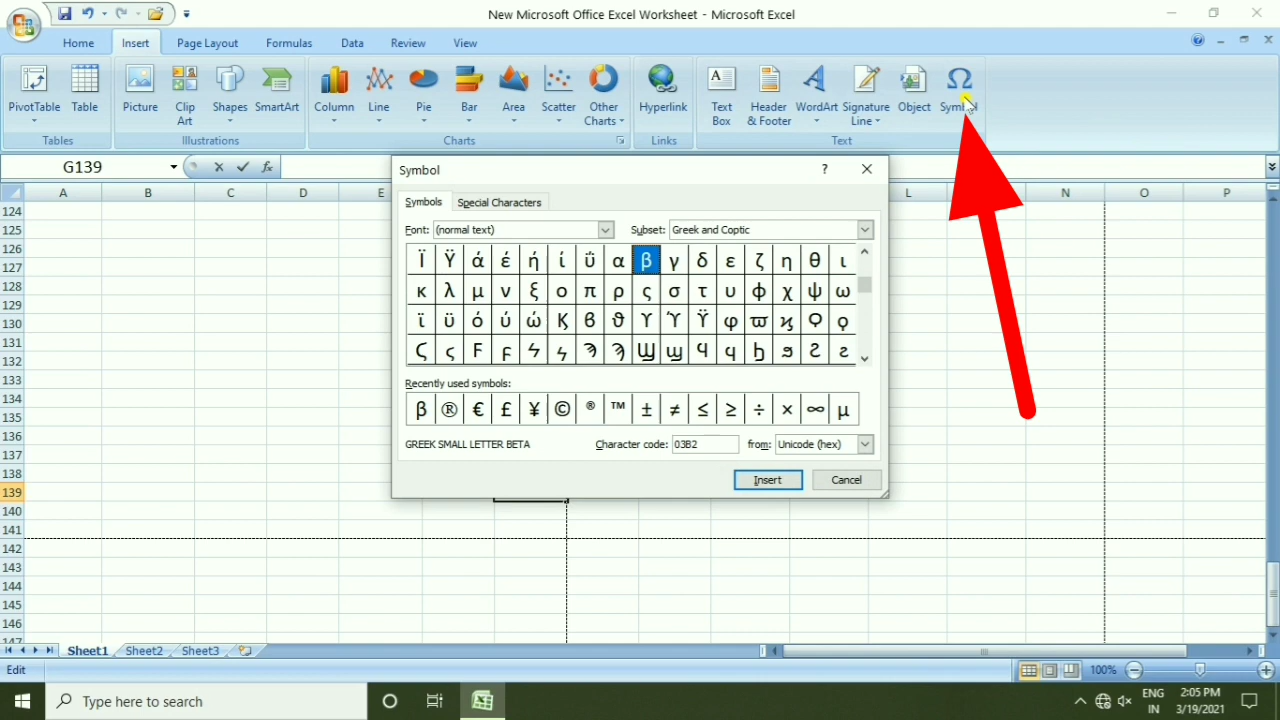 New Microsoft Office Excel Worksheet - Microsoft Excel
Home Insert Page Layout Formulas Data Review View
PivotTable Table Picture Clip Art Shapes SmartArt Column Line Pie Bar Area Scatter Other Charts Hyperlink Text Box Header & Footer WordArt Signature Line Object
Tables Illustrations Charts Links Text
G139 fx
Symbol ?
A B C D E L N O P
Symbols Special Characters
Font: (normal text) Subset: Greek and Coptic
Ϊ Ϋ ά έ ή ί ΰ α β γ δ ε ζ η θ ι
κ λ μ ν ξ ο π ρ ς σ τ υ φ χ ψ ω
ϊ ϋ ό ύ ώ Ϗ ϐ ϑ ϒ ϓ ϔ ϕ ϖ ϗ Ϙ ϙ
Ϛ ϛ Ϝ ϝ Ϟ ϟ Ϡ ϡ Ϣ ϣ Ϥ ϥ Ϧ ϧ Ϩ ϩ
Recently used symbols:
β ® € £ ¥ © ® ™ ± ≠ ≤ ≥ ÷ × ∞ µ
GREEK SMALL LETTER BETA Character code: 03B2 from: Unicode (hex)
Insert Cancel
124
125
126
127
128
129
130
131
132
133
134
135
136
137
138
139
140
141
142
143
144
145
146
147
Sheet1 Sheet2 Sheet3
Edit 100%
Type here to search
ENG 2:05 PM
IN 3/19/2021